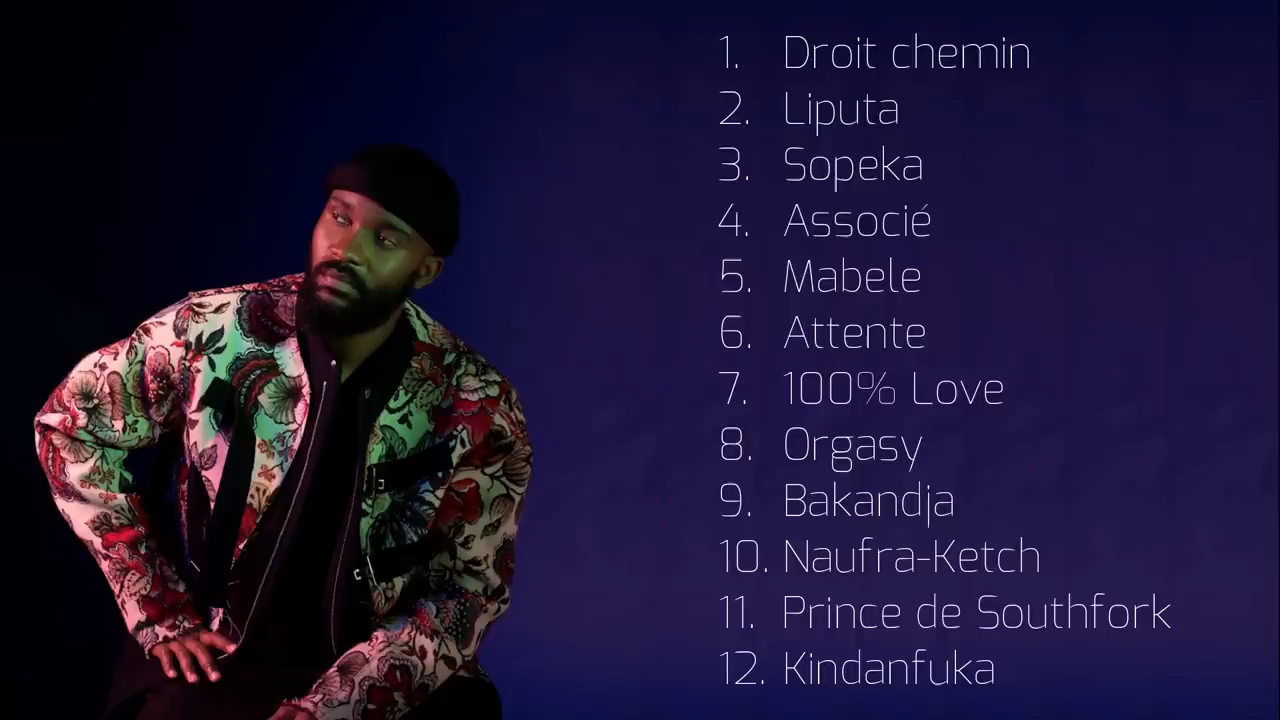 1. Droit chemin
2. Liputa
3. Sopeka
4. Associé
5. Mabele
6. Attente
7. 100% Love
8. Orgasy
9. Bakandja
10. Naufra-Ketch
11. Prince de Southfork
12. Kindanfuka